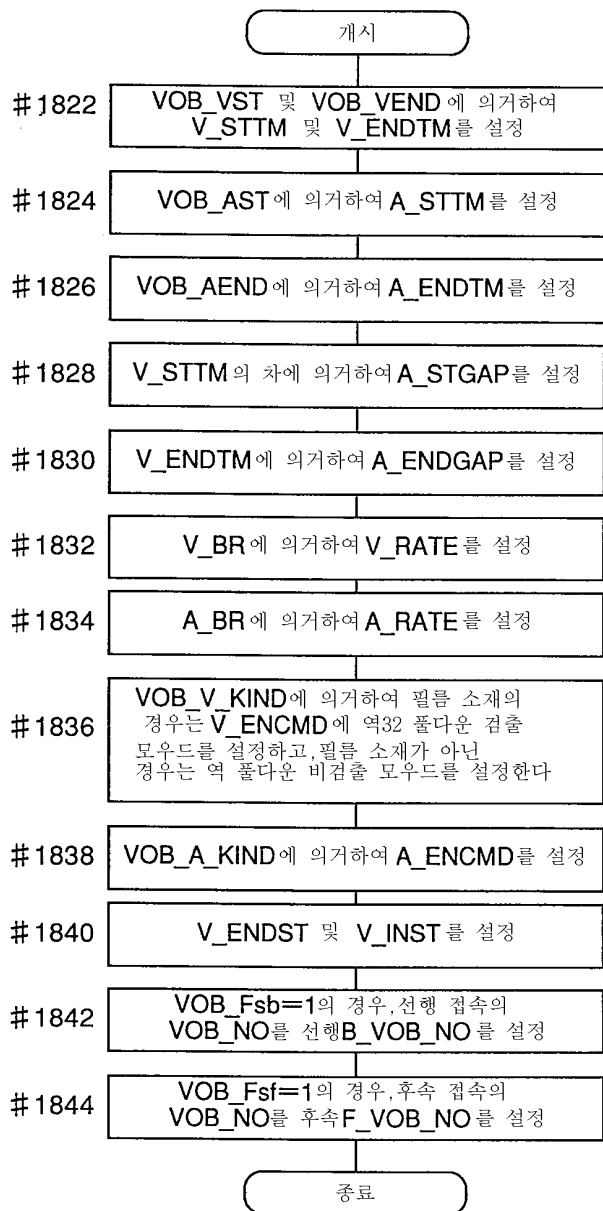 개시
#1822
VOB_VST 및 VOB_VEND에 의거하여
V_STTM 및 V_ENDTM를 설정
#1824
VOB_AST에 의거하여 A_STTM를 설정
#1826
VOB_AEND에 의거하여 A_ENDTM를 설정
#1828
V_STTM의 차에 의거하여 A_STGAP를 설정
#1830
V_ENDTM에 의거하여 A_ENDGAP를 설정
#1832
V_BR에 의거하여 V_RATE를 설정
#1834
A_BR에 의거하여 A_RATE를 설정
#1836
VOB_V_KIND에 의거하여 필름 소재의
경우는 V_ENCMD에 역32 풀다운 검출
모우드를 설정하고,필름 소재가 아닌
경우는 역 풀다운 비검출 모우드를 설정한다
#1838
VOB_A_KIND에 의거하여 A_ENCMD를 설정
#1840
V_ENDST 및 V_INST를 설정
#1842
VOB_Fsb=1의 경우,선행 접속의
VOB_NO를 선행B_VOB_NO를 설정
#1844
VOB_Fsf=1의 경우,후속 접속의
VOB_NO를 후속F_VOB_NO를 설정
종료